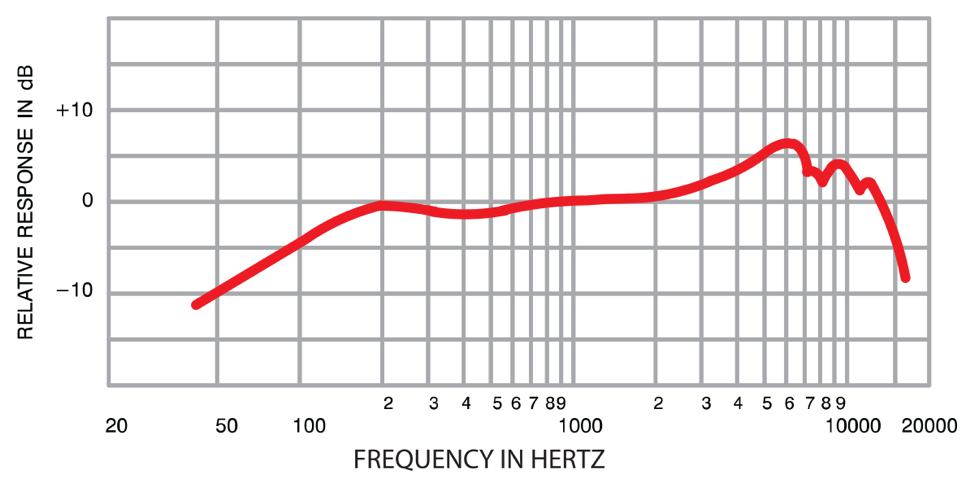 RELATIVE RESPONSE IN dB
+10
0
−10
2 3 4 5 6 7 8 9 2 3 4 5 6 7 8 9
20 50 100 1000 10000 20000
FREQUENCY IN HERTZ